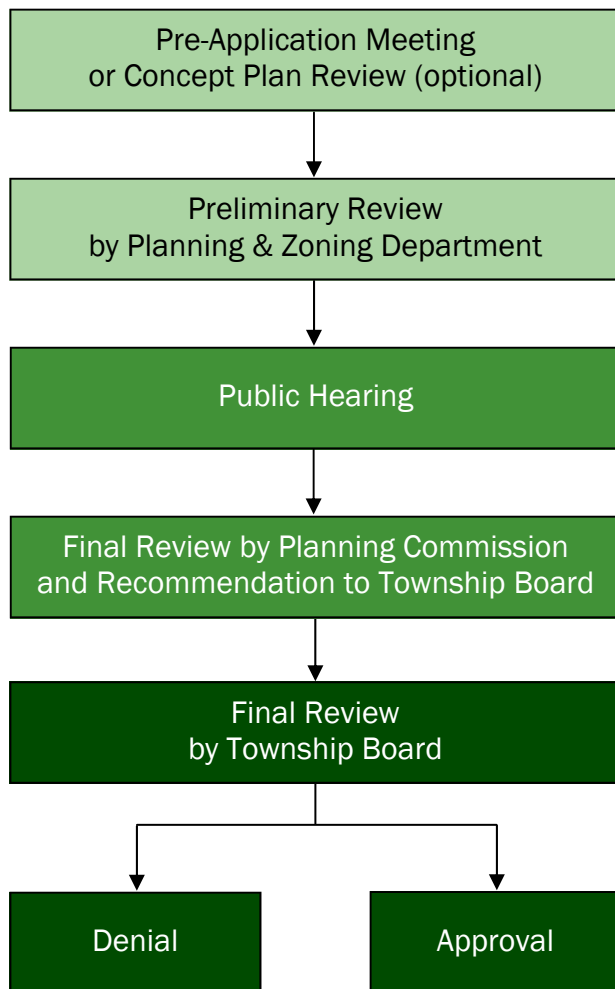 Pre-Application Meeting
or Concept Plan Review (optional)
Preliminary Review
by Planning & Zoning Department
Public Hearing
Final Review by Planning Commission
and Recommendation to Township Board
Final Review
by Township Board
Denial
Approval